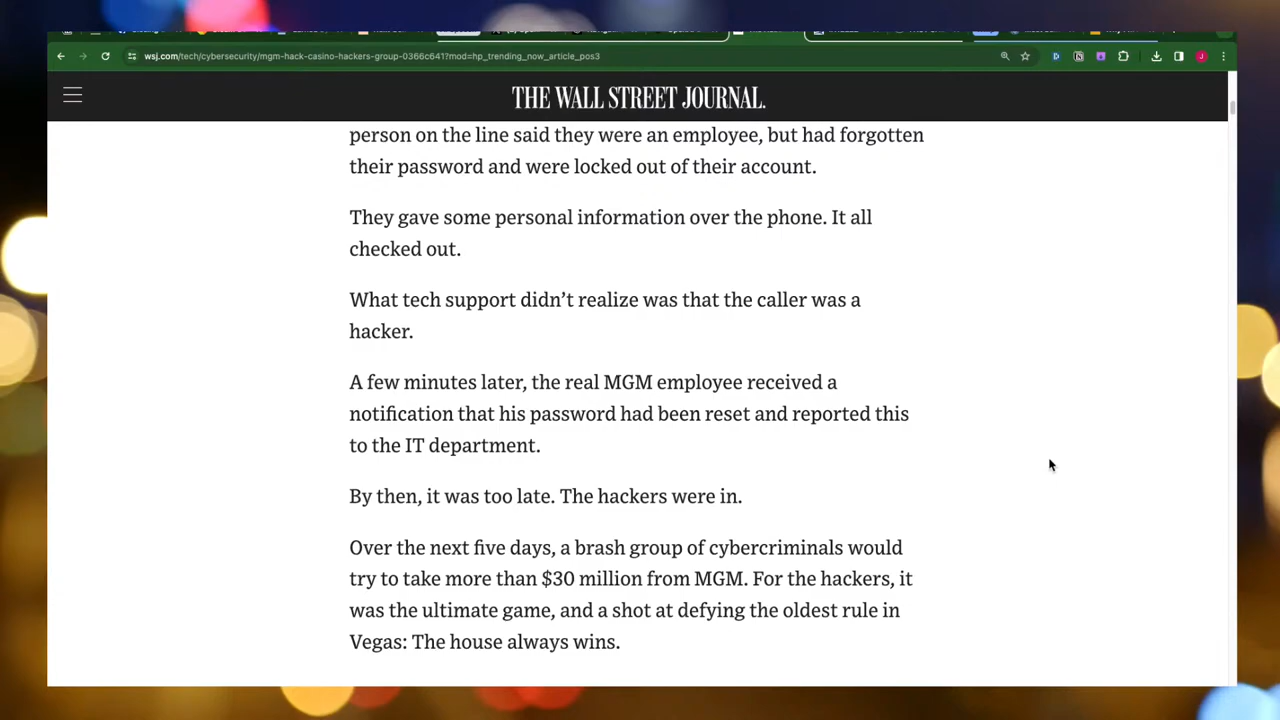 wsj.com/tech/cybersecurity/mgm-hack-casino-hackers-group-0366c641?mod=hp_trending_now_article_pos3
THE WALL STREET JOURNAL.
person on the line said they were an employee, but had forgotten
their password and were locked out of their account.
They gave some personal information over the phone. It all
checked out.
What tech support didn’t realize was that the caller was a
hacker.
A few minutes later, the real MGM employee received a
notification that his password had been reset and reported this
to the IT department.
By then, it was too late. The hackers were in.
Over the next five days, a brash group of cybercriminals would
try to take more than $30 million from MGM. For the hackers, it
was the ultimate game, and a shot at defying the oldest rule in
Vegas: The house always wins.